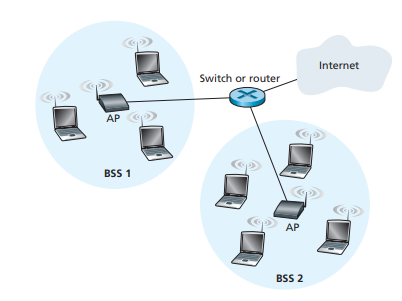 Internet
Switch or router
AP
BSS 1
AP
BSS 2